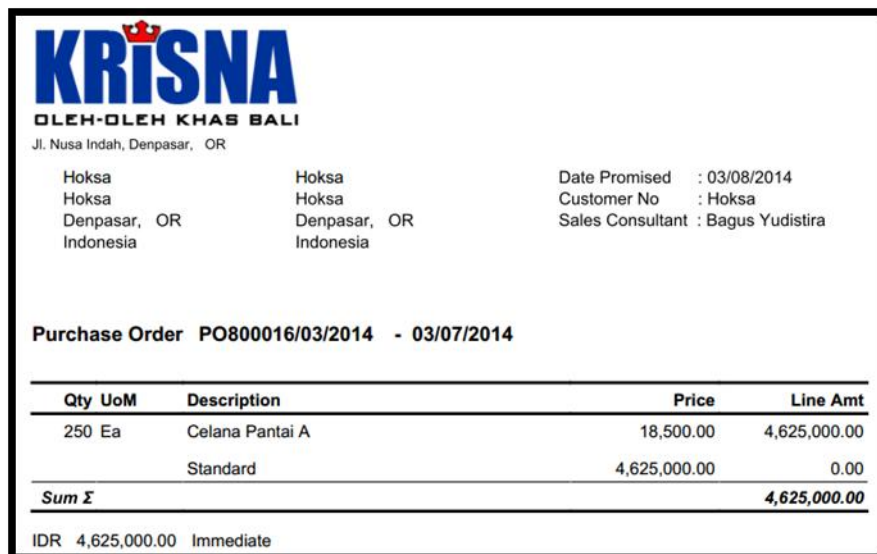 KRISNA
OLEH-OLEH KHAS BALI
Jl. Nusa Indah, Denpasar, OR
Hoksa Hoksa Date Promised : 03/08/2014
Hoksa Hoksa Customer No : Hoksa
Denpasar, OR Denpasar, OR Sales Consultant : Bagus Yudistira
Indonesia Indonesia
Purchase Order PO800016/03/2014 - 03/07/2014
Qty UoM Description Price Line Amt
250 Ea Celana Pantai A 18,500.00 4,625,000.00
Standard 4,625,000.00 0.00
Sum Σ 4,625,000.00
IDR 4,625,000.00 Immediate